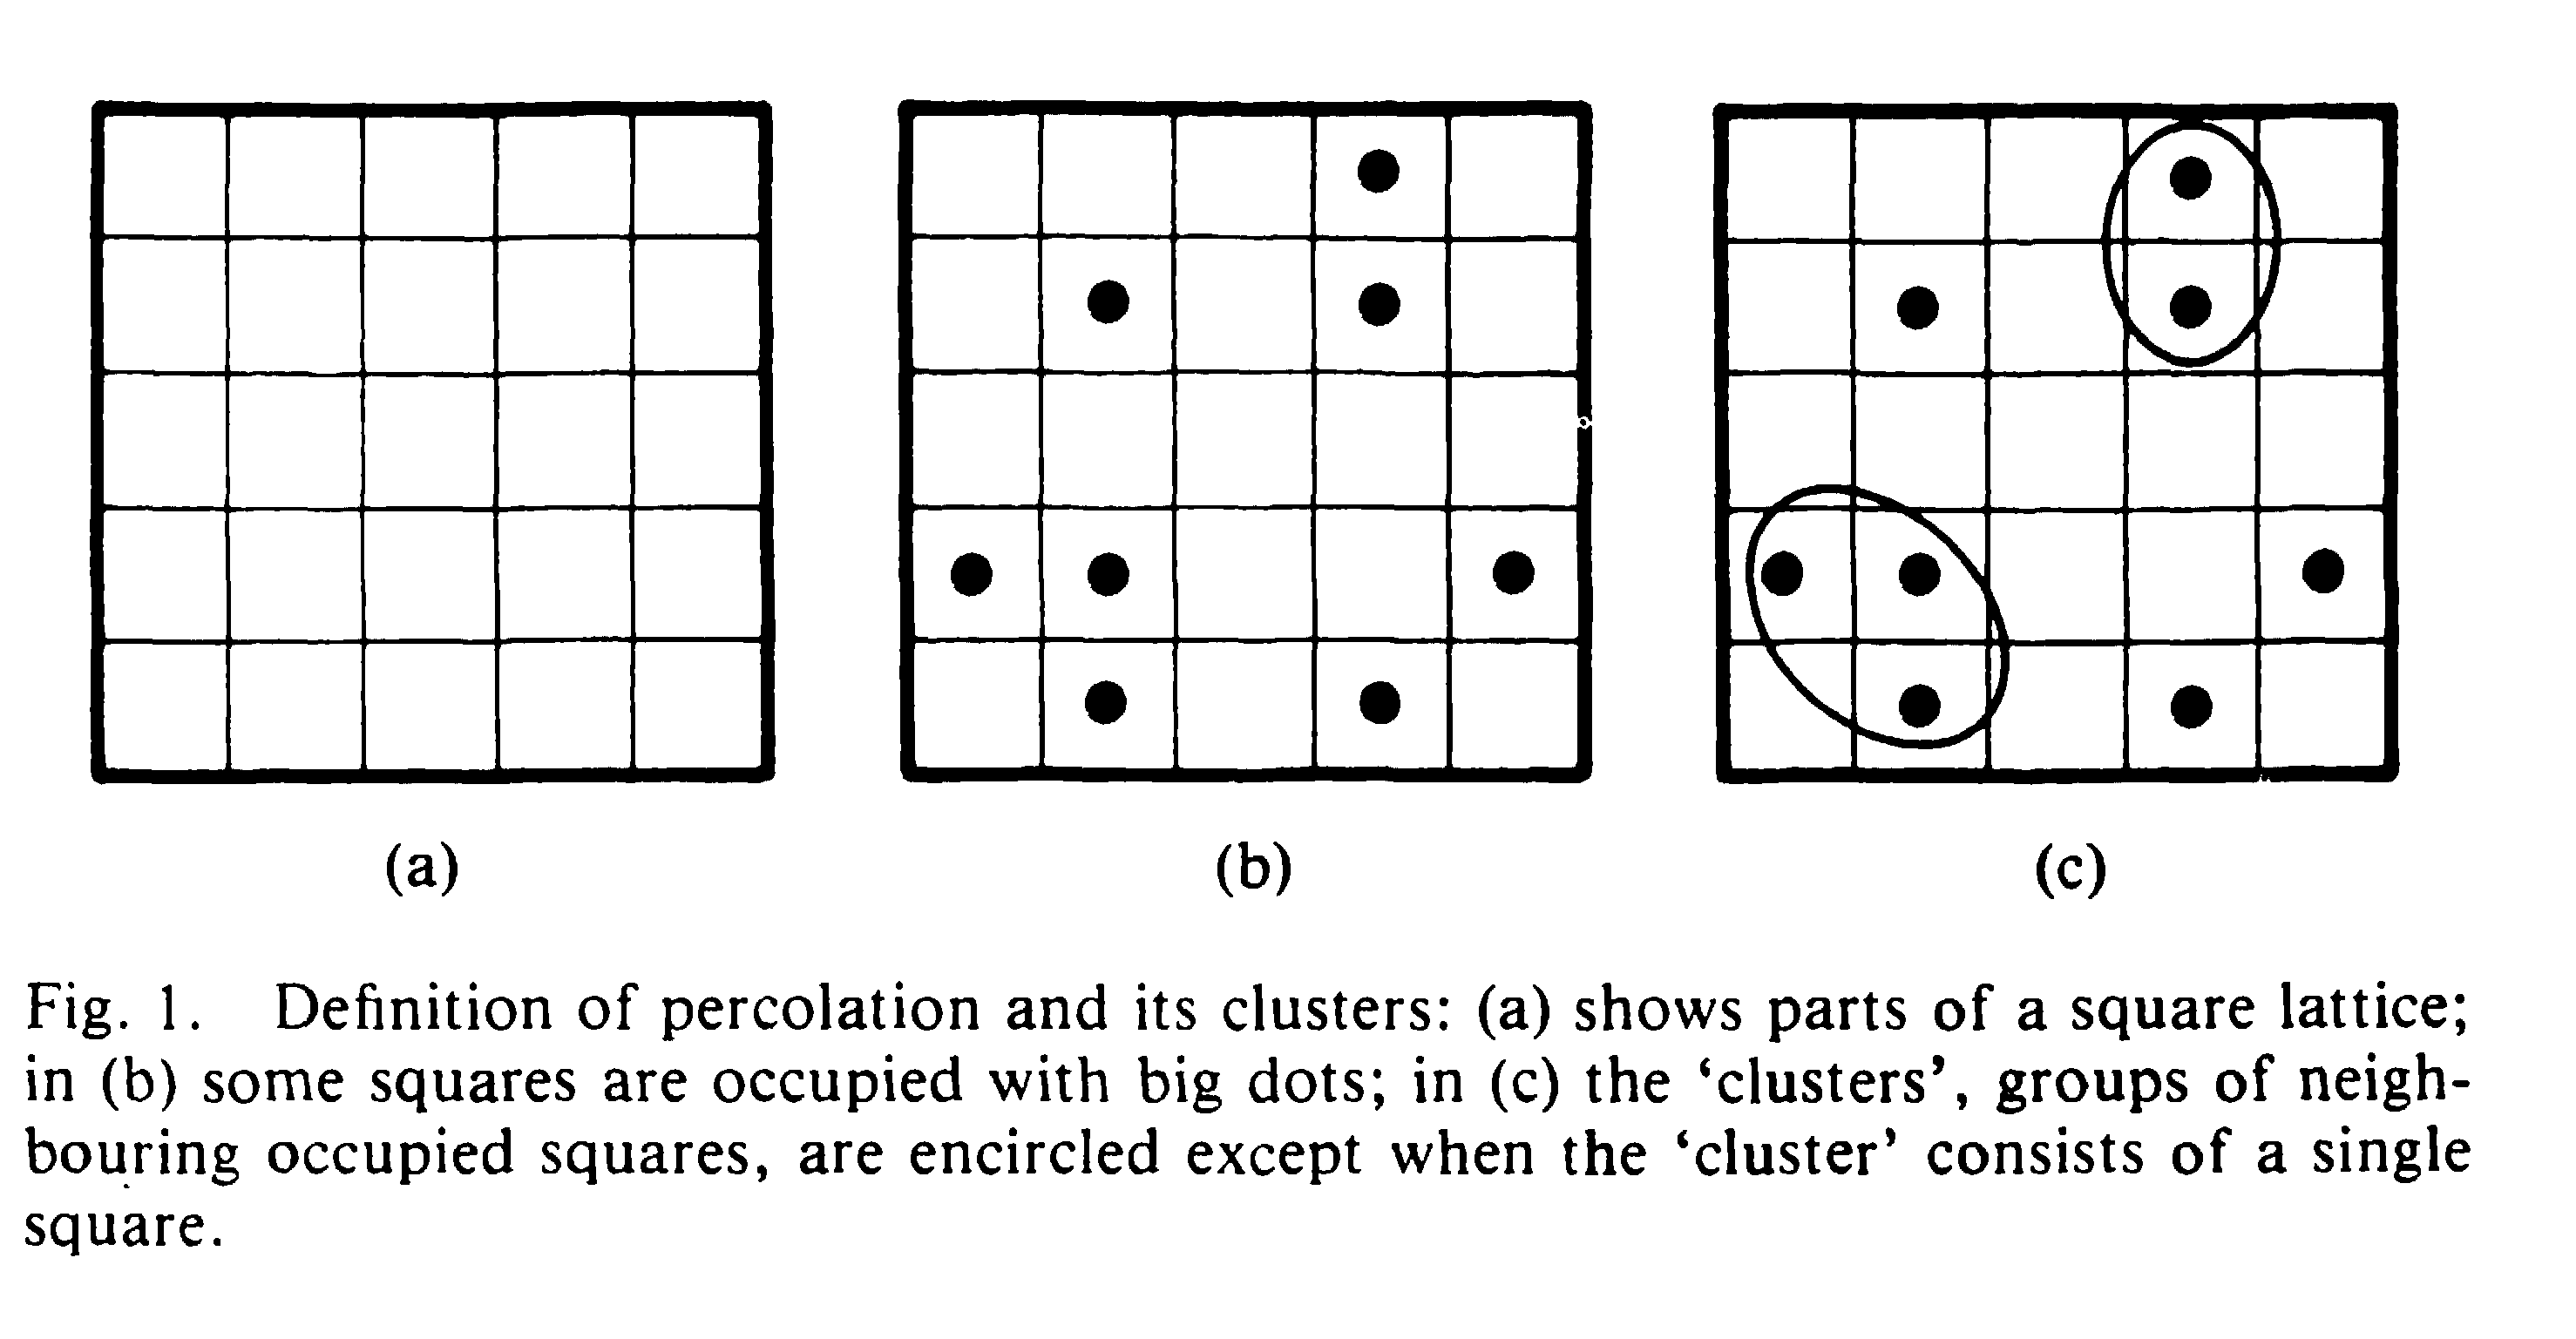 (a) (b) (c)
Fig. 1. Definition of percolation and its clusters: (a) shows parts of a square lattice;
in (b) some squares are occupied with big dots; in (c) the ‘clusters’, groups of neigh-
bouring occupied squares, are encircled except when the ‘cluster’ consists of a single
square.